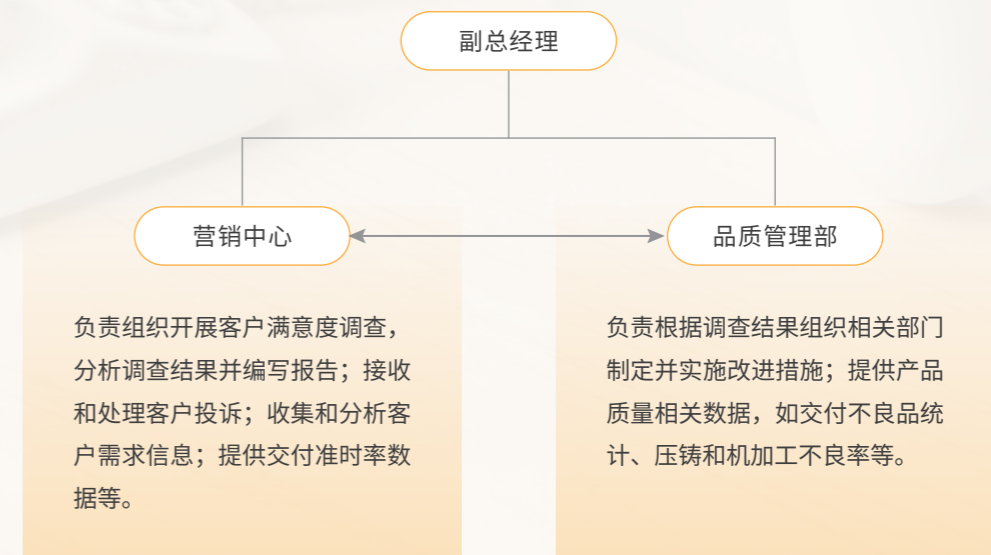 副总经理
营销中心
负责组织开展客户满意度调查，
分析调查结果并编写报告；接收
和处理客户投诉；收集和分析客
户需求信息；提供交付准时率数
据等。
品质管理部
负责根据调查结果组织相关部门
制定并实施改进措施；提供产品
质量相关数据，如交付不良品统
计、压铸和机加工不良率等。